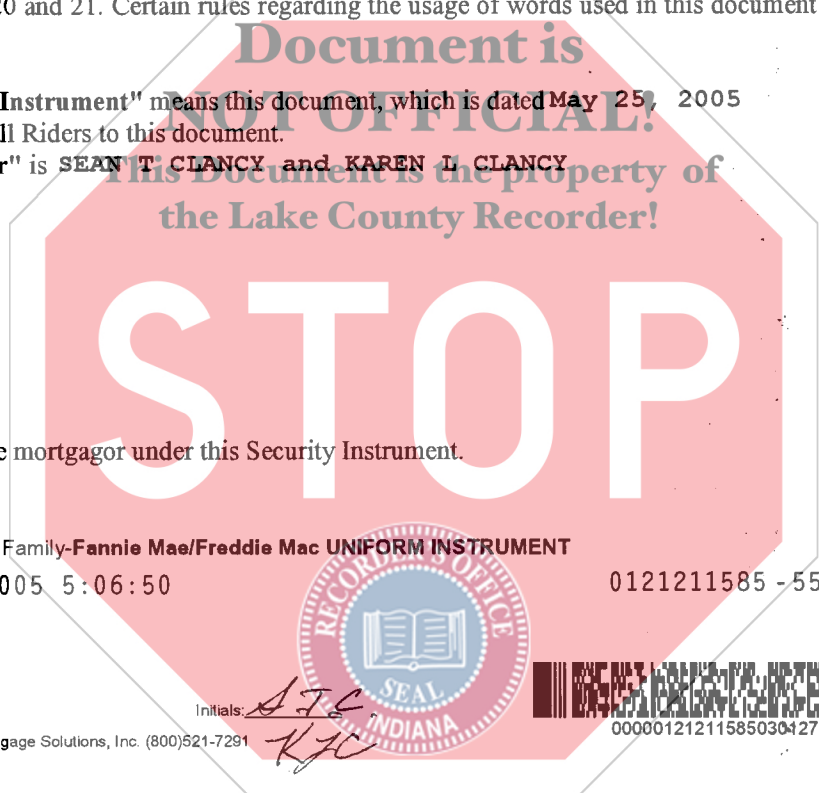 20 and 21. Certain rules regarding the usage of words used in this document
Document is
Instrument" means this document, which is dated May 25, 2005
NOT OFFICIAL!
ll Riders to this document.
r" is SEAN T CLANCY and KAREN L CLANCY
This Document is the property of
the Lake County Recorder!
STOP
e mortgagor under this Security Instrument.
Family-Fannie Mae/Freddie Mac UNIFORM INSTRUMENT
005 5:06:50
0121211585 -55
RECORDER'S OFFICE
SEAL
INDIANA
Initials: STC
KLC
gage Solutions, Inc. (800)521-7291
00000121211585030427